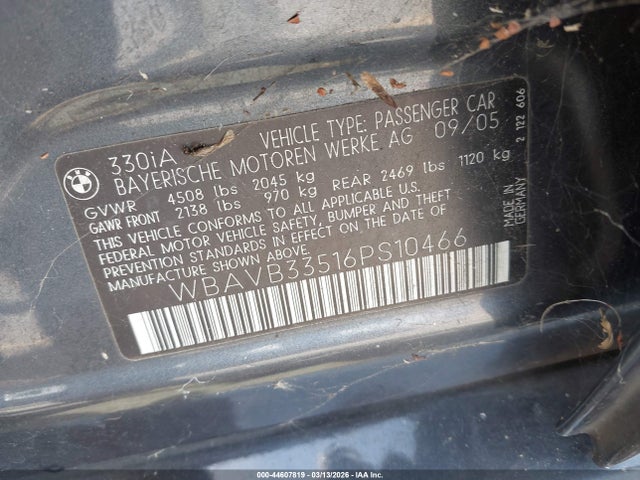 BMW
330iA VEHICLE TYPE: PASSENGER CAR
BAYERISCHE MOTOREN WERKE AG 09/05
GVWR 4508 lbs 2045 kg
GAWR FRONT 2138 lbs 970 kg REAR 2469 lbs 1120 kg
THIS VEHICLE CONFORMS TO ALL APPLICABLE U.S.
FEDERAL MOTOR VEHICLE SAFETY, BUMPER AND THEFT
PREVENTION STANDARDS IN EFFECT ON THE DATE OF
MANUFACTURE SHOWN ABOVE.
WBAVB33516PS10466
MADE IN
GERMANY
2 122 606
000-44607819 | 03/13/2026 | IAA Inc.